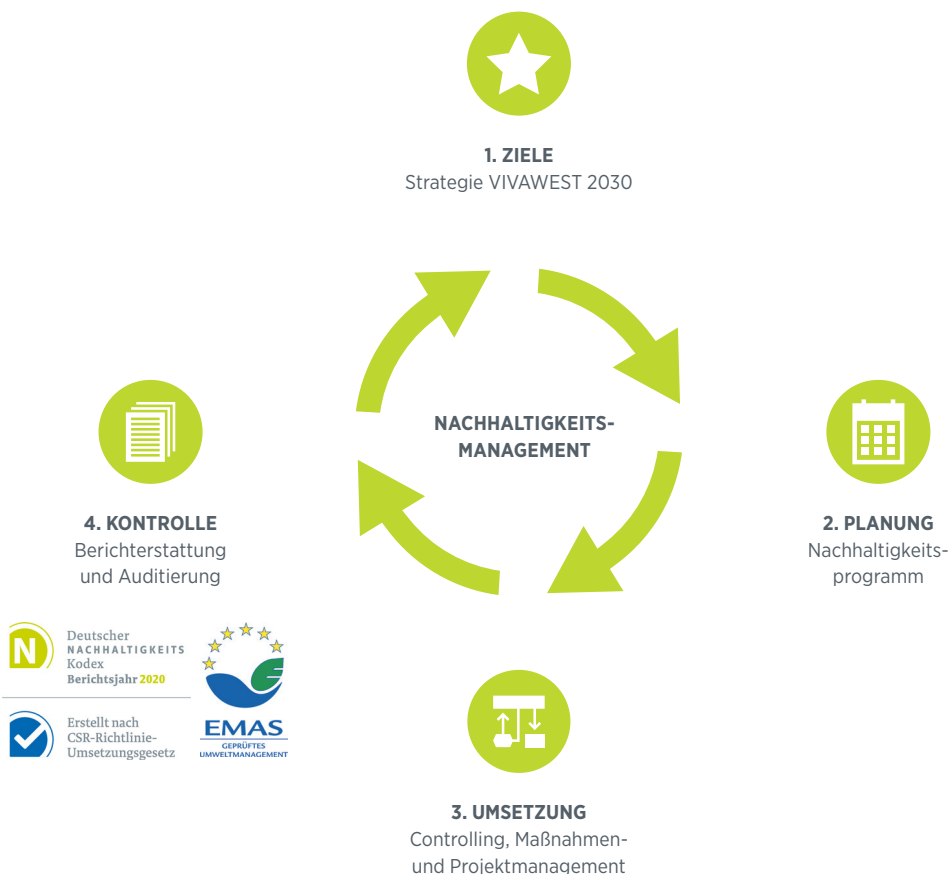 1. ZIELE
Strategie VIVAWEST 2030
NACHHALTIGKEITS-
MANAGEMENT
2. PLANUNG
Nachhaltigkeits-
programm
3. UMSETZUNG
Controlling, Maßnahmen-
und Projektmanagement
4. KONTROLLE
Berichterstattung
und Auditierung
N
Deutscher
NACHHALTIGKEITS
Kodex
Berichtsjahr 2020
Erstellt nach
CSR-Richtlinie-
Umsetzungsgesetz
EMAS
GEPRÜFTES
UMWELTMANAGEMENT